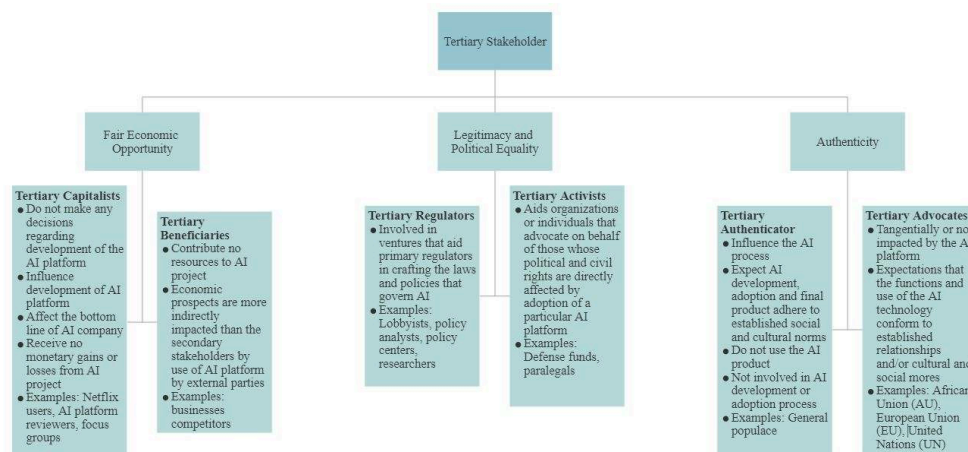 Tertiary Stakeholder
Fair Economic
Opportunity
Legitimacy and
Political Equality
Authenticity
Tertiary Capitalists
● Do not make any
decisions
regarding
development of the
AI platform
● Influence
development of AI
platform
● Affect the bottom
line of AI company
● Receive no
monetary gains or
losses from AI
project
● Examples: Netflix
users, AI platform
reviewers, focus
groups
Tertiary
Beneficiaries
● Contribute no
resources to AI
project
● Economic
prospects are more
indirectly
impacted than the
secondary
stakeholders by
use of AI platform
by external parties
● Examples:
businesses
competitors
Tertiary Regulators
● Involved in
ventures that aid
primary regulators
in crafting the laws
and policies that
govern AI
● Examples:
Lobbyists, policy
analysts, policy
centers,
researchers
Tertiary Activists
● Aids organizations
or individuals that
advocate on behalf
of those whose
political and civil
rights are directly
affected by
adoption of a
particular AI
platform
● Examples:
Defense funds,
paralegals
Tertiary
Authenticator
● Influence the AI
process
● Expect AI
development,
adoption and final
product adhere to
established social
and cultural norms
● Do not use the AI
product
● Not involved in AI
development or
adoption process
● Examples: General
populace
Tertiary Advocates
● Tangentially or no
impacted by the A
platform
● Expectations that
the functions and
use of the AI
technology conform
to established
relationships
and/or cultural and
social mores
● Examples: African
Union (AU),
European Union
(EU), United
Nations (UN)